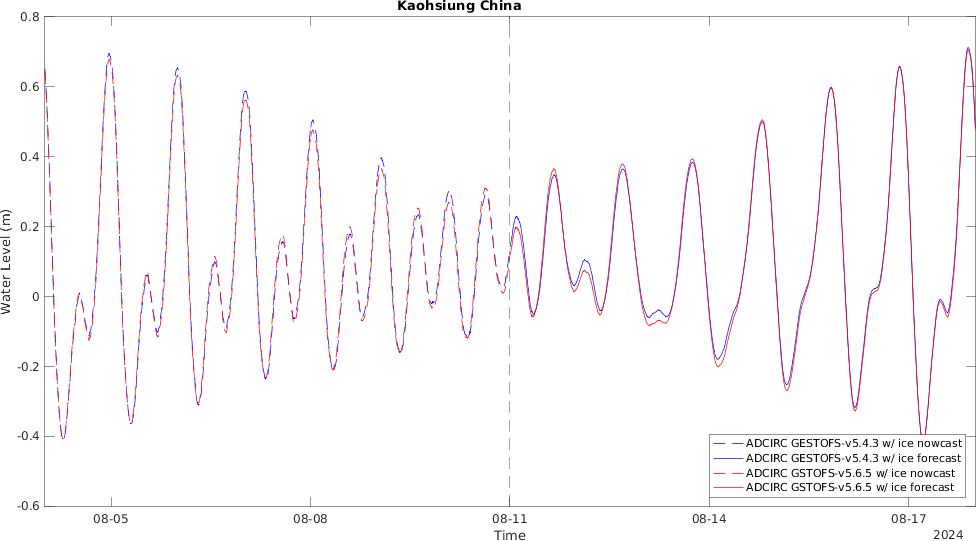 Kaohsiung China
0.8
0.6
0.4
0.2
0
-0.2
-0.4
-0.6
Water Level (m)
ADCIRC GESTOFS-v5.4.3 w/ ice nowcast
ADCIRC GESTOFS-v5.4.3 w/ ice forecast
ADCIRC GSTOFS-v5.6.5 w/ ice nowcast
ADCIRC GSTOFS-v5.6.5 w/ ice forecast
08-05 08-08 08-11 08-14 08-17
Time
2024